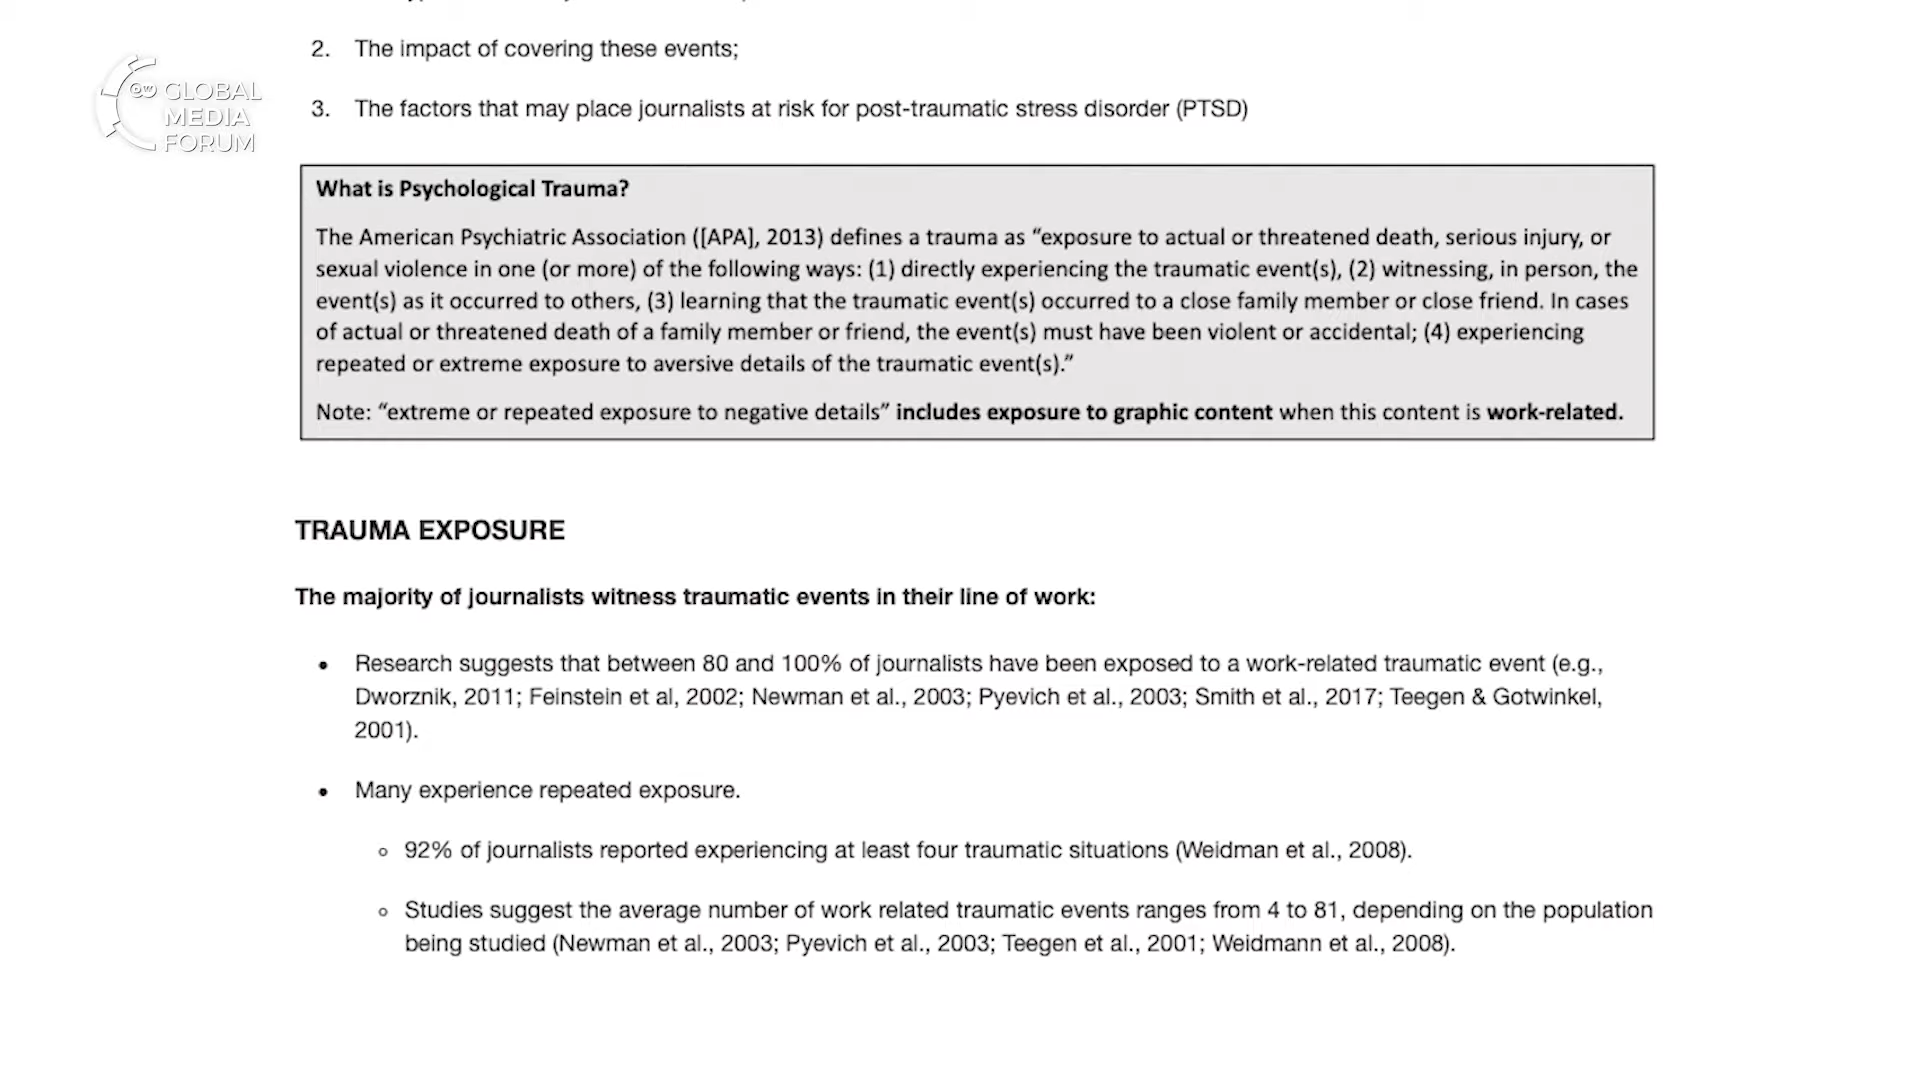 2. The impact of covering these events;
DW GLOBAL
MEDIA
FORUM
3. The factors that may place journalists at risk for post-traumatic stress disorder (PTSD)
What is Psychological Trauma?
The American Psychiatric Association ([APA], 2013) defines a trauma as “exposure to actual or threatened death, serious injury, or
sexual violence in one (or more) of the following ways: (1) directly experiencing the traumatic event(s), (2) witnessing, in person, the
event(s) as it occurred to others, (3) learning that the traumatic event(s) occurred to a close family member or close friend. In cases
of actual or threatened death of a family member or friend, the event(s) must have been violent or accidental; (4) experiencing
repeated or extreme exposure to aversive details of the traumatic event(s).”
Note: “extreme or repeated exposure to negative details” includes exposure to graphic content when this content is work-related.
TRAUMA EXPOSURE
The majority of journalists witness traumatic events in their line of work:
• Research suggests that between 80 and 100% of journalists have been exposed to a work-related traumatic event (e.g.,
Dworznik, 2011; Feinstein et al, 2002; Newman et al., 2003; Pyevich et al., 2003; Smith et al., 2017; Teegen & Gotwinkel,
2001).
• Many experience repeated exposure.
◦ 92% of journalists reported experiencing at least four traumatic situations (Weidman et al., 2008).
◦ Studies suggest the average number of work related traumatic events ranges from 4 to 81, depending on the population
being studied (Newman et al., 2003; Pyevich et al., 2003; Teegen et al., 2001; Weidmann et al., 2008).